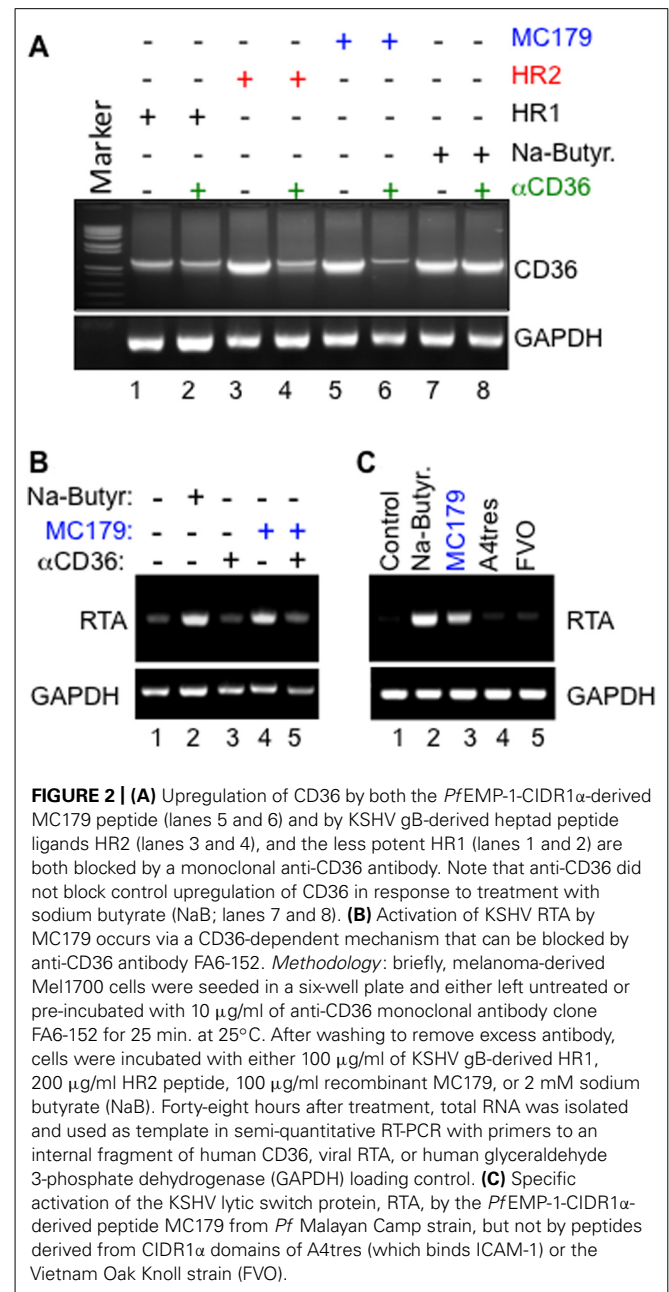 A
- - - - + + - - MC179
- - + + - - - - HR2
+ + - - - - - - HR1
- - - - - - + + Na-Butyr.
- + - + - + - + αCD36
Marker
CD36
GAPDH
1 2 3 4 5 6 7 8
B
Na-Butyr: - + - - -
MC179: - - - + +
αCD36: - - + - +
RTA
GAPDH
1 2 3 4 5
C
Control
Na-Butyr.
MC179
A4tres
FVO
RTA
GAPDH
1 2 3 4 5
FIGURE 2 | (A) Upregulation of CD36 by both the PfEMP-1-CIDR1α-derived
MC179 peptide (lanes 5 and 6) and by KSHV gB-derived heptad peptide
ligands HR2 (lanes 3 and 4), and the less potent HR1 (lanes 1 and 2) are
both blocked by a monoclonal anti-CD36 antibody. Note that anti-CD36 did
not block control upregulation of CD36 in response to treatment with
sodium butyrate (NaB; lanes 7 and 8). (B) Activation of KSHV RTA by
MC179 occurs via a CD36-dependent mechanism that can be blocked by
anti-CD36 antibody FA6-152. Methodology: briefly, melanoma-derived
Mel1700 cells were seeded in a six-well plate and either left untreated or
pre-incubated with 10 μg/ml of anti-CD36 monoclonal antibody clone
FA6-152 for 25 min. at 25°C. After washing to remove excess antibody,
cells were incubated with either 100 μg/ml of KSHV gB-derived HR1,
200 μg/ml HR2 peptide, 100 μg/ml recombinant MC179, or 2 mM sodium
butyrate (NaB). Forty-eight hours after treatment, total RNA was isolated
and used as template in semi-quantitative RT-PCR with primers to an
internal fragment of human CD36, viral RTA, or human glyceraldehyde
3-phosphate dehydrogenase (GAPDH) loading control. (C) Specific
activation of the KSHV lytic switch protein, RTA, by the PfEMP-1-CIDR1α-
derived peptide MC179 from Pf Malayan Camp strain, but not by peptides
derived from CIDR1α domains of A4tres (which binds ICAM-1) or the
Vietnam Oak Knoll strain (FVO).